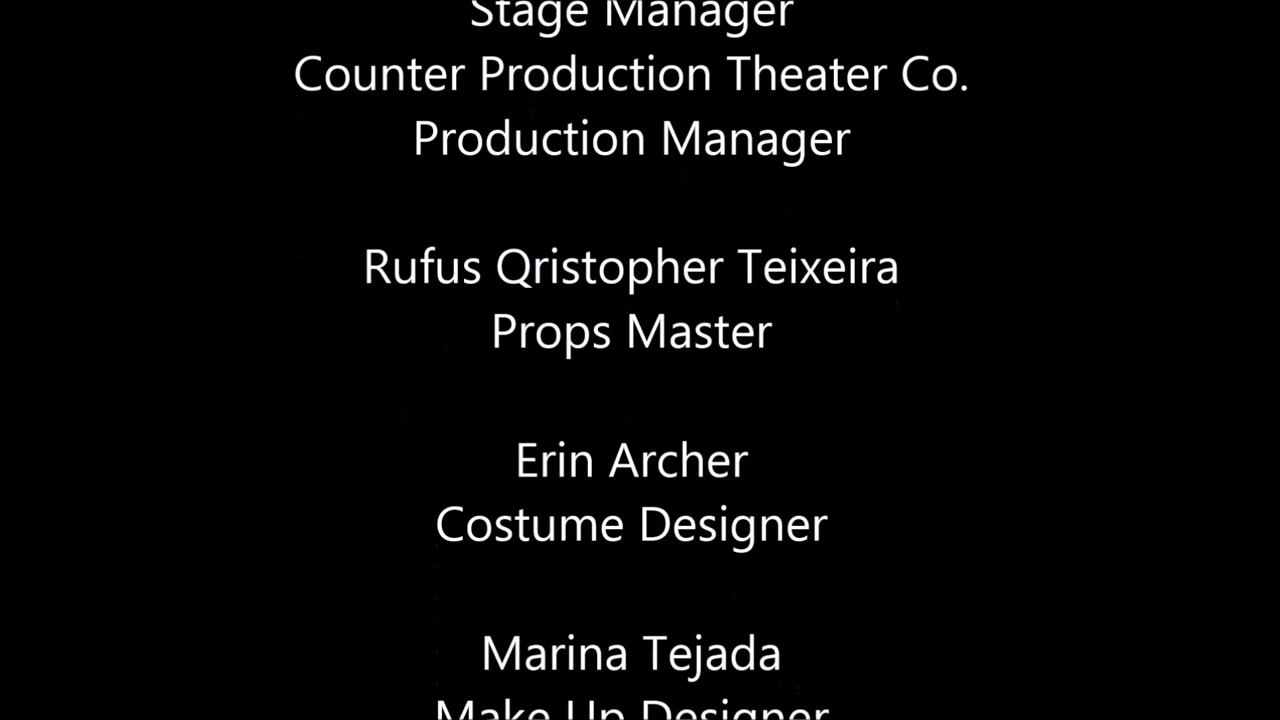 Stage Manager
Counter Production Theater Co.
Production Manager
Rufus Qristopher Teixeira
Props Master
Erin Archer
Costume Designer
Marina Tejada
Make Up Designer